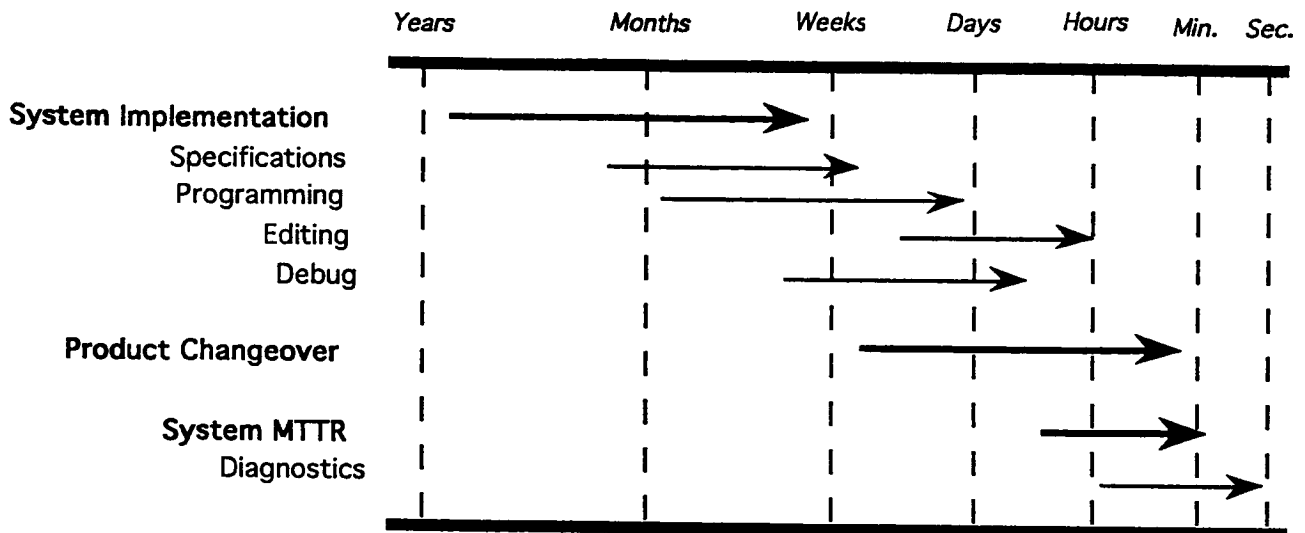 Years Months Weeks Days Hours Min. Sec.
System Implementation
Specifications
Programming
Editing
Debug
Product Changeover
System MTTR
Diagnostics